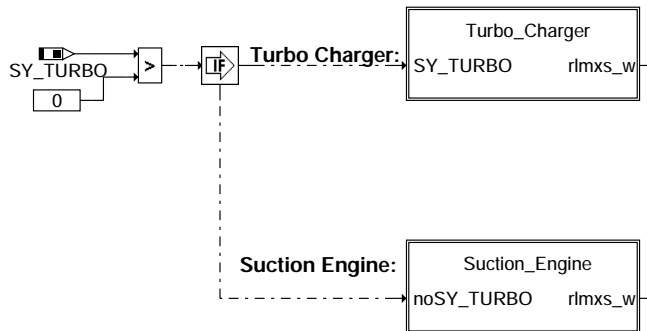 Turbo_Charger
Turbo Charger:
SY_TURBO rlmxs_w
SY_TURBO
>
IF
0
Suction Engine:
Suction_Engine
noSY_TURBO rlmxs_w